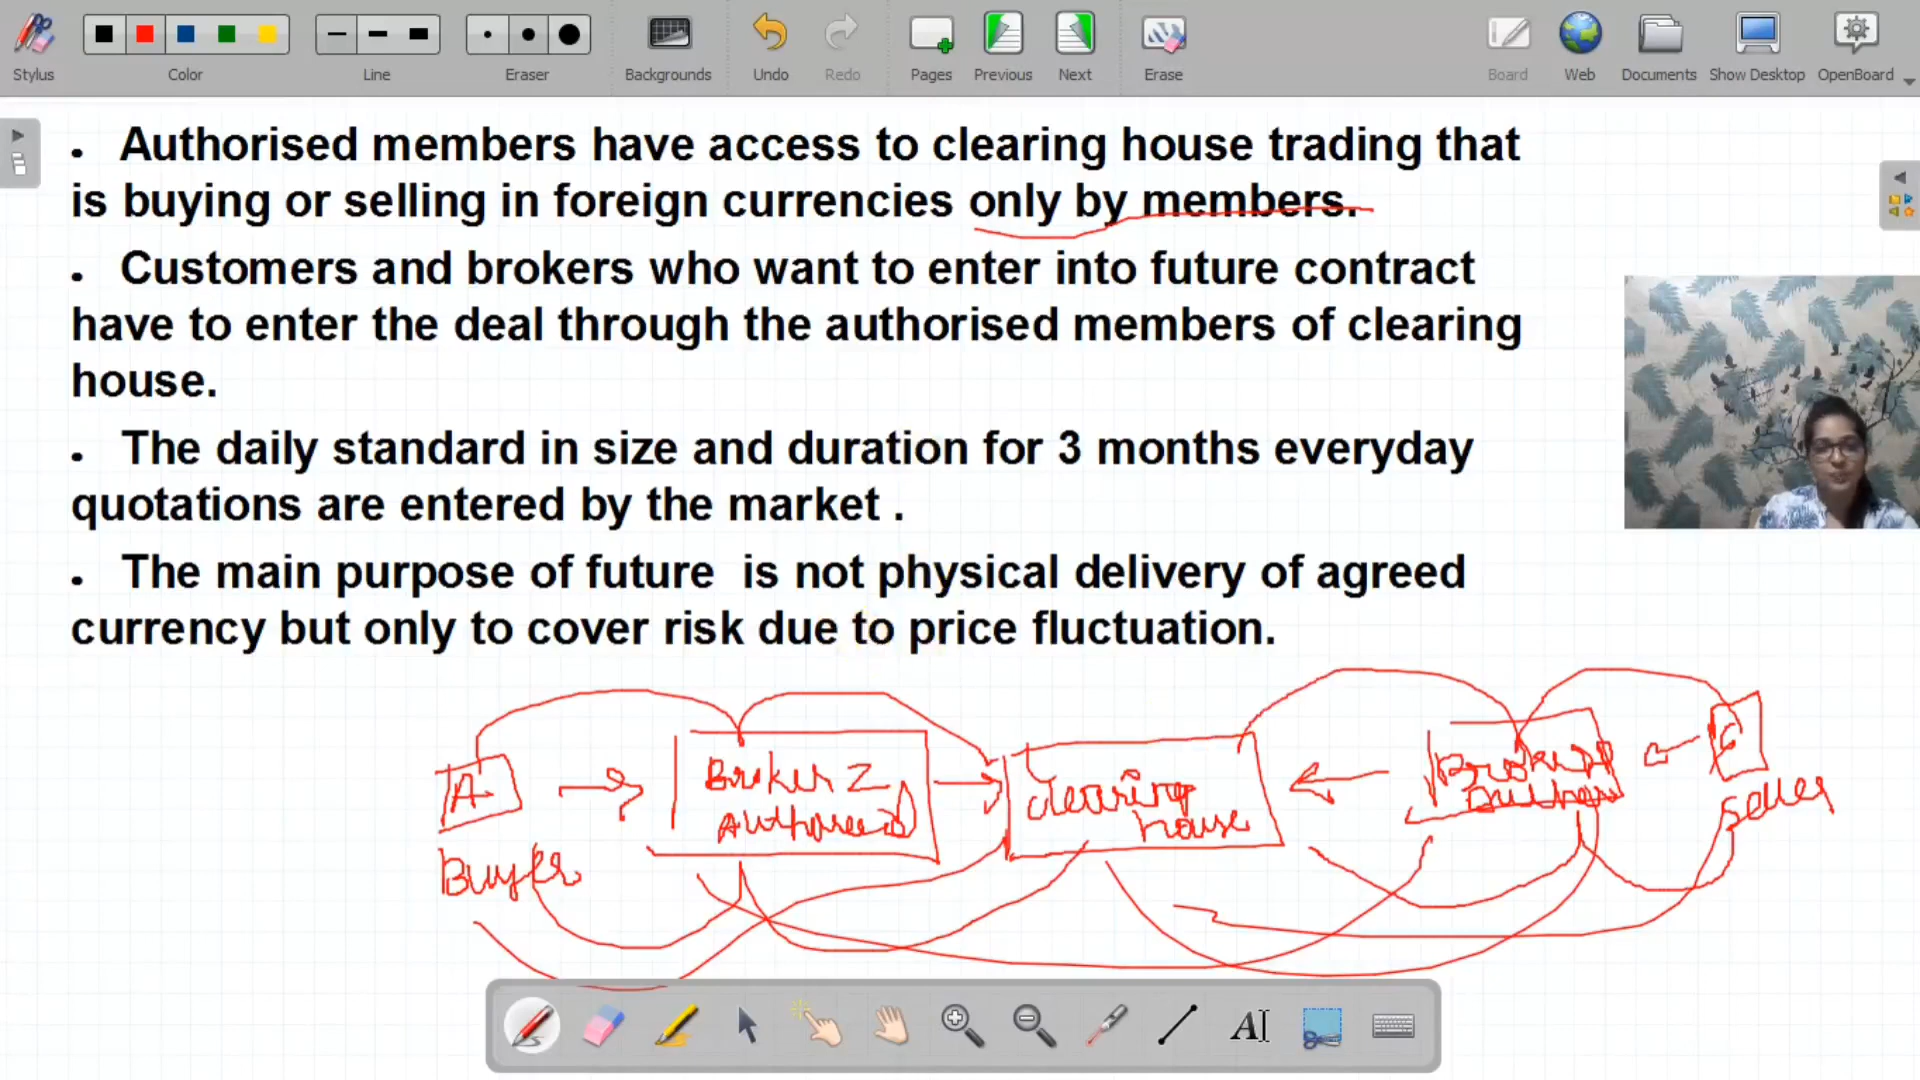 Stylus Color Line Eraser Backgrounds Undo Redo Pages Previous Next Erase Board Web Documents Show Desktop OpenBoard
. Authorised members have access to clearing house trading that
is buying or selling in foreign currencies only by members.
. Customers and brokers who want to enter into future contract
have to enter the deal through the authorised members of clearing
house.
. The daily standard in size and duration for 3 months everyday
quotations are entered by the market .
. The main purpose of future is not physical delivery of agreed
currency but only to cover risk due to price fluctuation.
A Broker Z Clearing Broker C
Authorised house
Buyer Seller